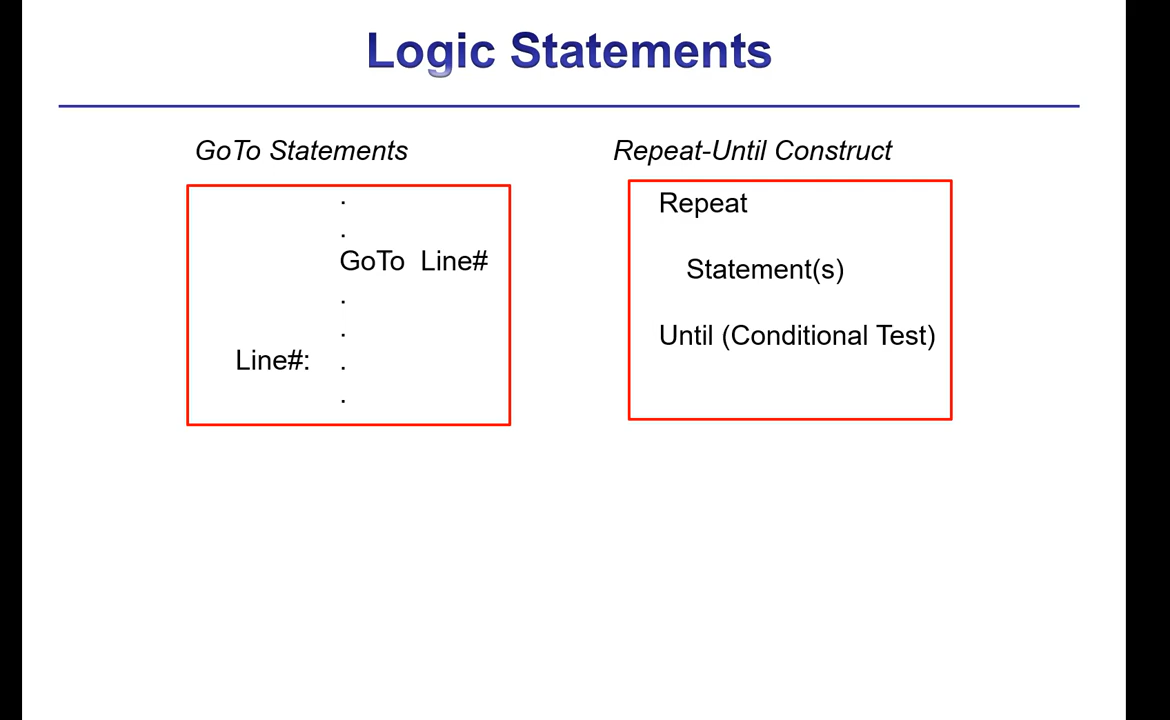 Logic Statements
GoTo Statements
.
.
GoTo Line#
.
.
Line#: .
.
Repeat-Until Construct
Repeat
Statement(s)
Until (Conditional Test)